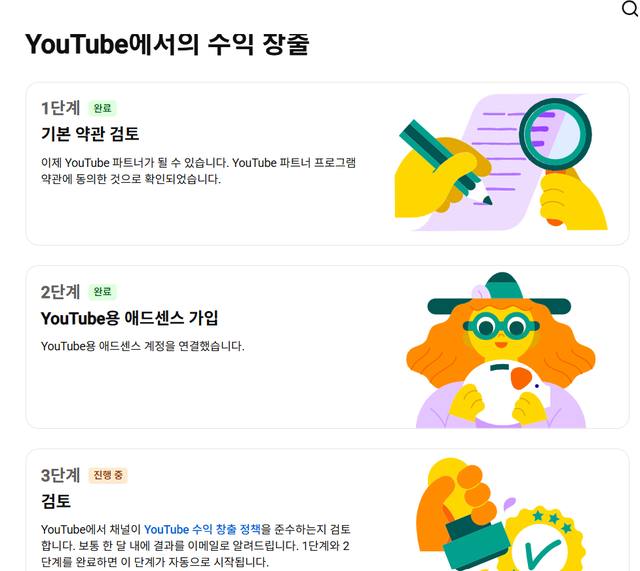 YouTube에서의 수익 창출
1단계 완료
기본 약관 검토
이제 YouTube 파트너가 될 수 있습니다. YouTube 파트너 프로그램
약관에 동의한 것으로 확인되었습니다.
2단계 완료
YouTube용 애드센스 가입
YouTube용 애드센스 계정을 연결했습니다.
3단계 진행 중
검토
YouTube에서 채널이 YouTube 수익 창출 정책을 준수하는지 검토
합니다. 보통 한 달 내에 결과를 이메일로 알려드립니다. 1단계와 2
단계를 완료하면 이 단계가 자동으로 시작됩니다.